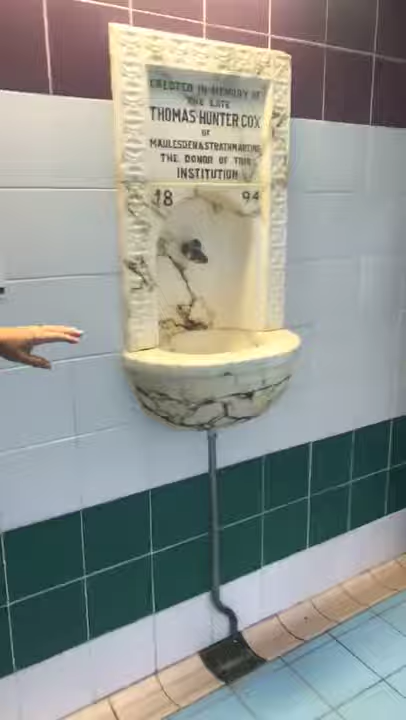 ERECTED IN MEMORY OF
THE LATE
THOMAS HUNTER COX
OF
MAULESDEN & STRATHMARTINE
THE DONOR OF THIS
INSTITUTION
18 94